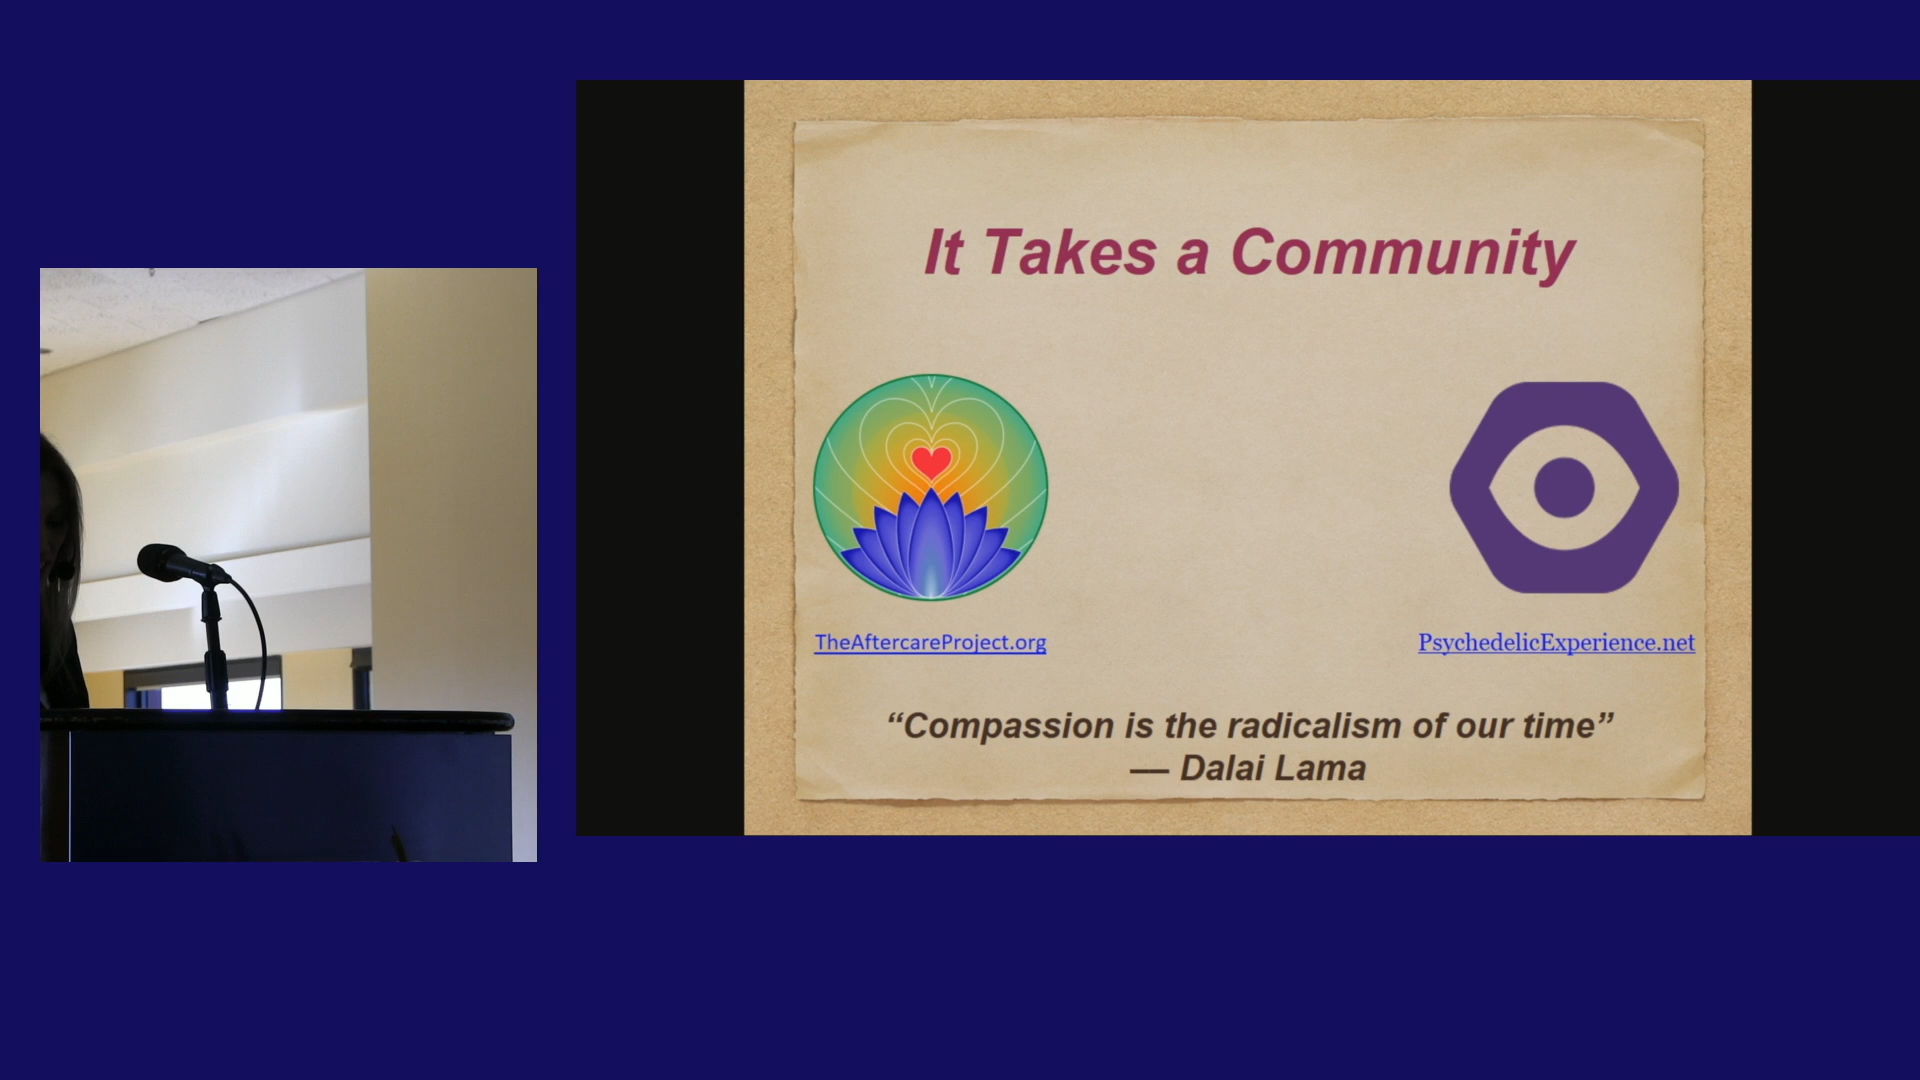 It Takes a Community
TheAftercareProject.org
PsychedelicExperience.net
“Compassion is the radicalism of our time”
— Dalai Lama